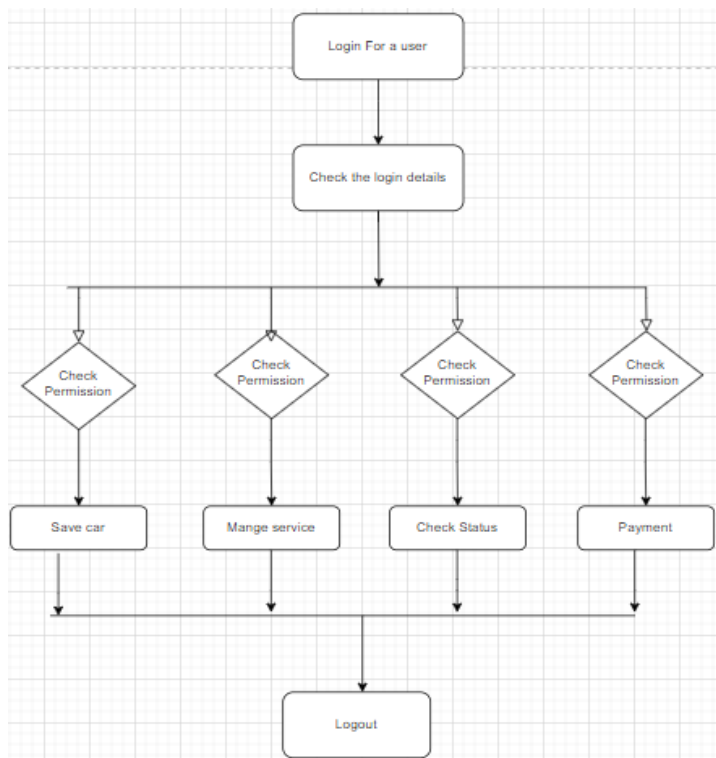 Login For a user
Check the login details
Check
Permission
Check
Permission
Check
Permission
Check
Permission
Save car
Mange service
Check Status
Payment
Logout